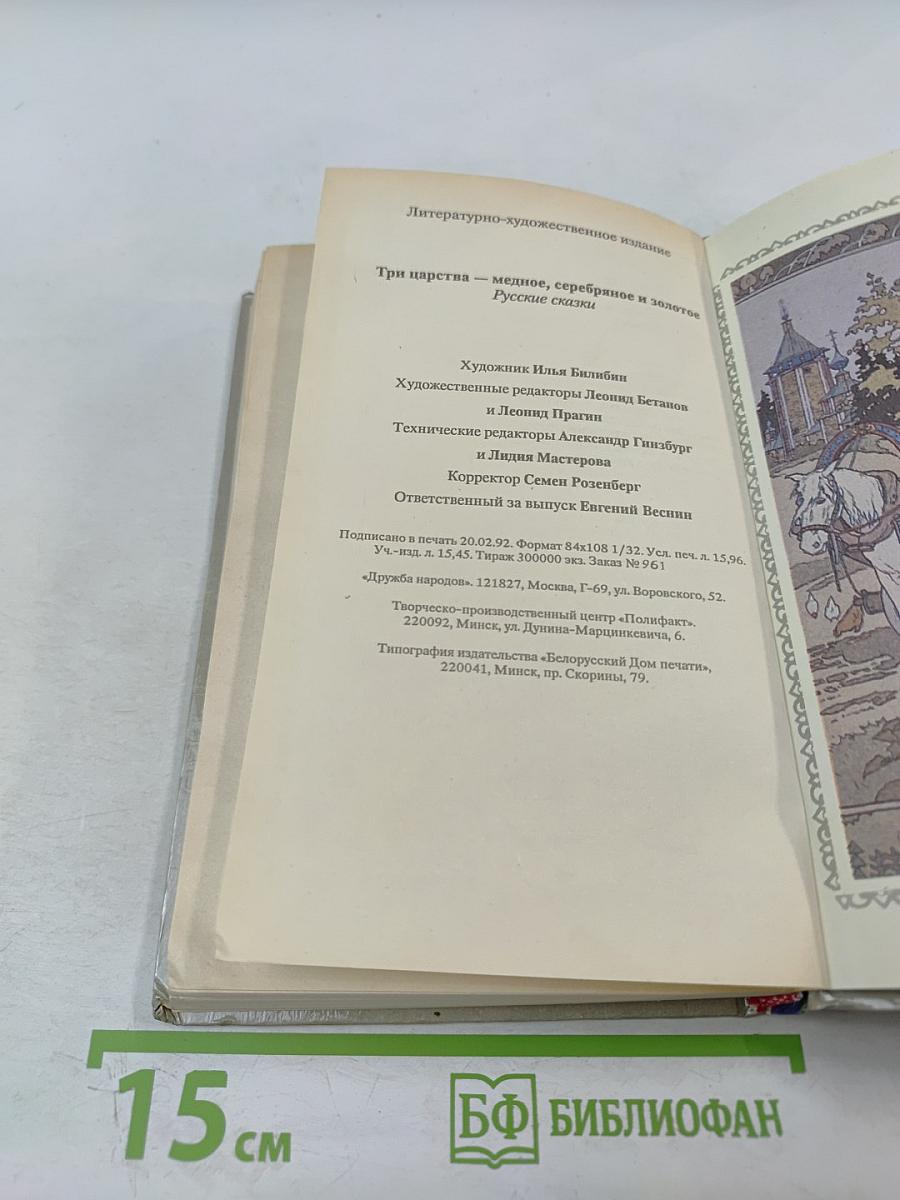 Литературно-художественное издание
Три царства — медное, серебряное и золотое
Русские сказки
Художник Илья Билибин
Художественные редакторы Леонид Бетанов
и Леонид Прагин
Технические редакторы Александр Гинзбург
и Лидия Мастерова
Корректор Семен Розенберг
Ответственный за выпуск Евгений Веснин
Подписано в печать 20.02.92. Формат 84x108 1/32. Усл. печ. л. 15,96.
Уч.-изд. л. 15,45. Тираж 300000 экз. Заказ № 961
«Дружба народов». 121827, Москва, Г-69, ул. Воровского, 52.
Творческо-производственный центр «Полифакт».
220092, Минск, ул. Дунина-Марцинкевича, 6.
Типография издательства «Белорусский Дом печати»,
220041, Минск, пр. Скорины, 79.
15 см
БФ БИБЛИОФАН